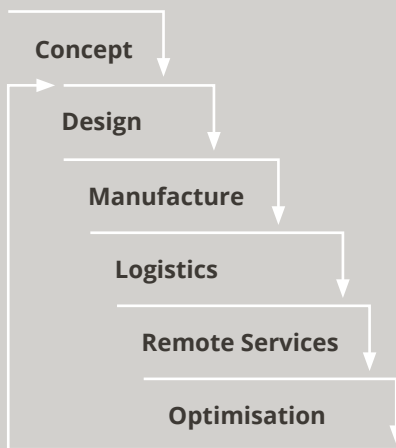 Concept
Design
Manufacture
Logistics
Remote Services
Optimisation